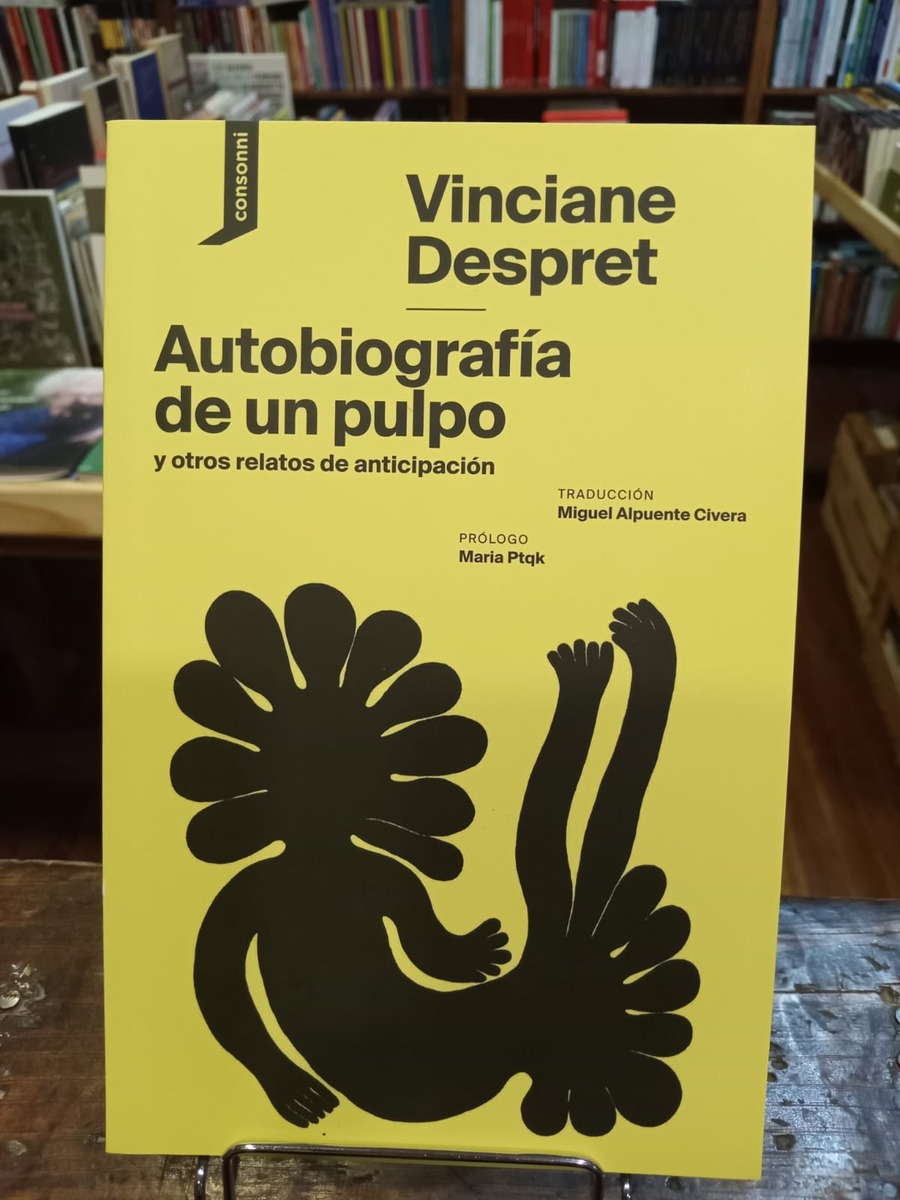 consonni
Vinciane
Despret
Autobiografía
de un pulpo
y otros relatos de anticipación
TRADUCCIÓN
Miguel Alpuente Civera
PRÓLOGO
Maria Ptqk